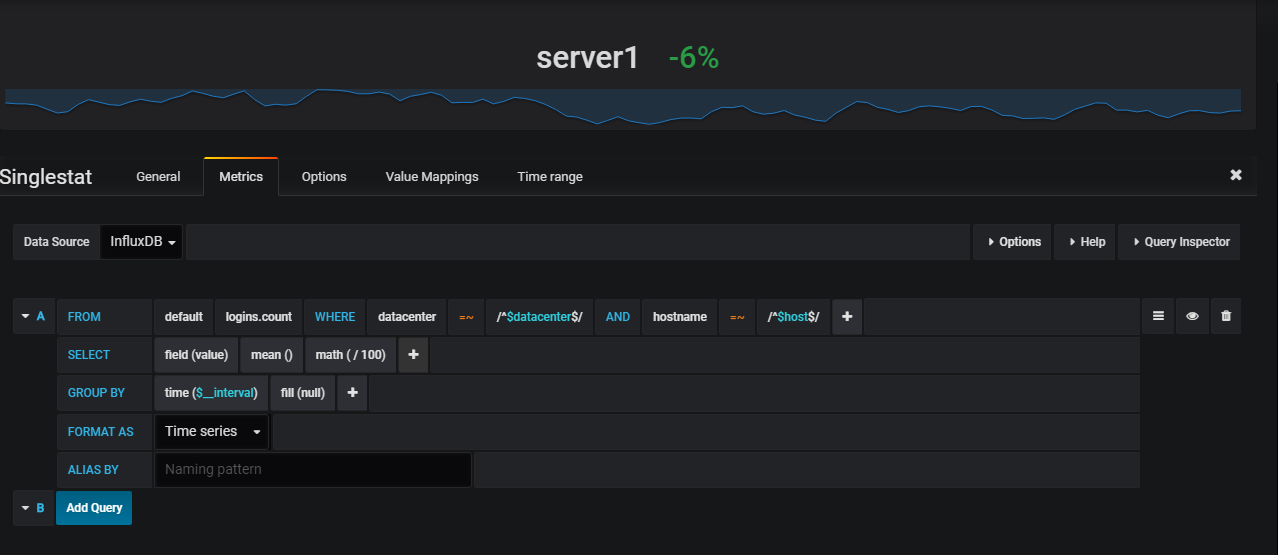 server1 -6%
Singlestat General Metrics Options Value Mappings Time range
Data Source InfluxDB Options Help Query Inspector
A FROM default logins.count WHERE datacenter =~ /^$datacenter$/ AND hostname =~ /^$host$/ +
SELECT field (value) mean () math ( / 100) +
GROUP BY time ($__interval) fill (null) +
FORMAT AS Time series
ALIAS BY Naming pattern
B Add Query